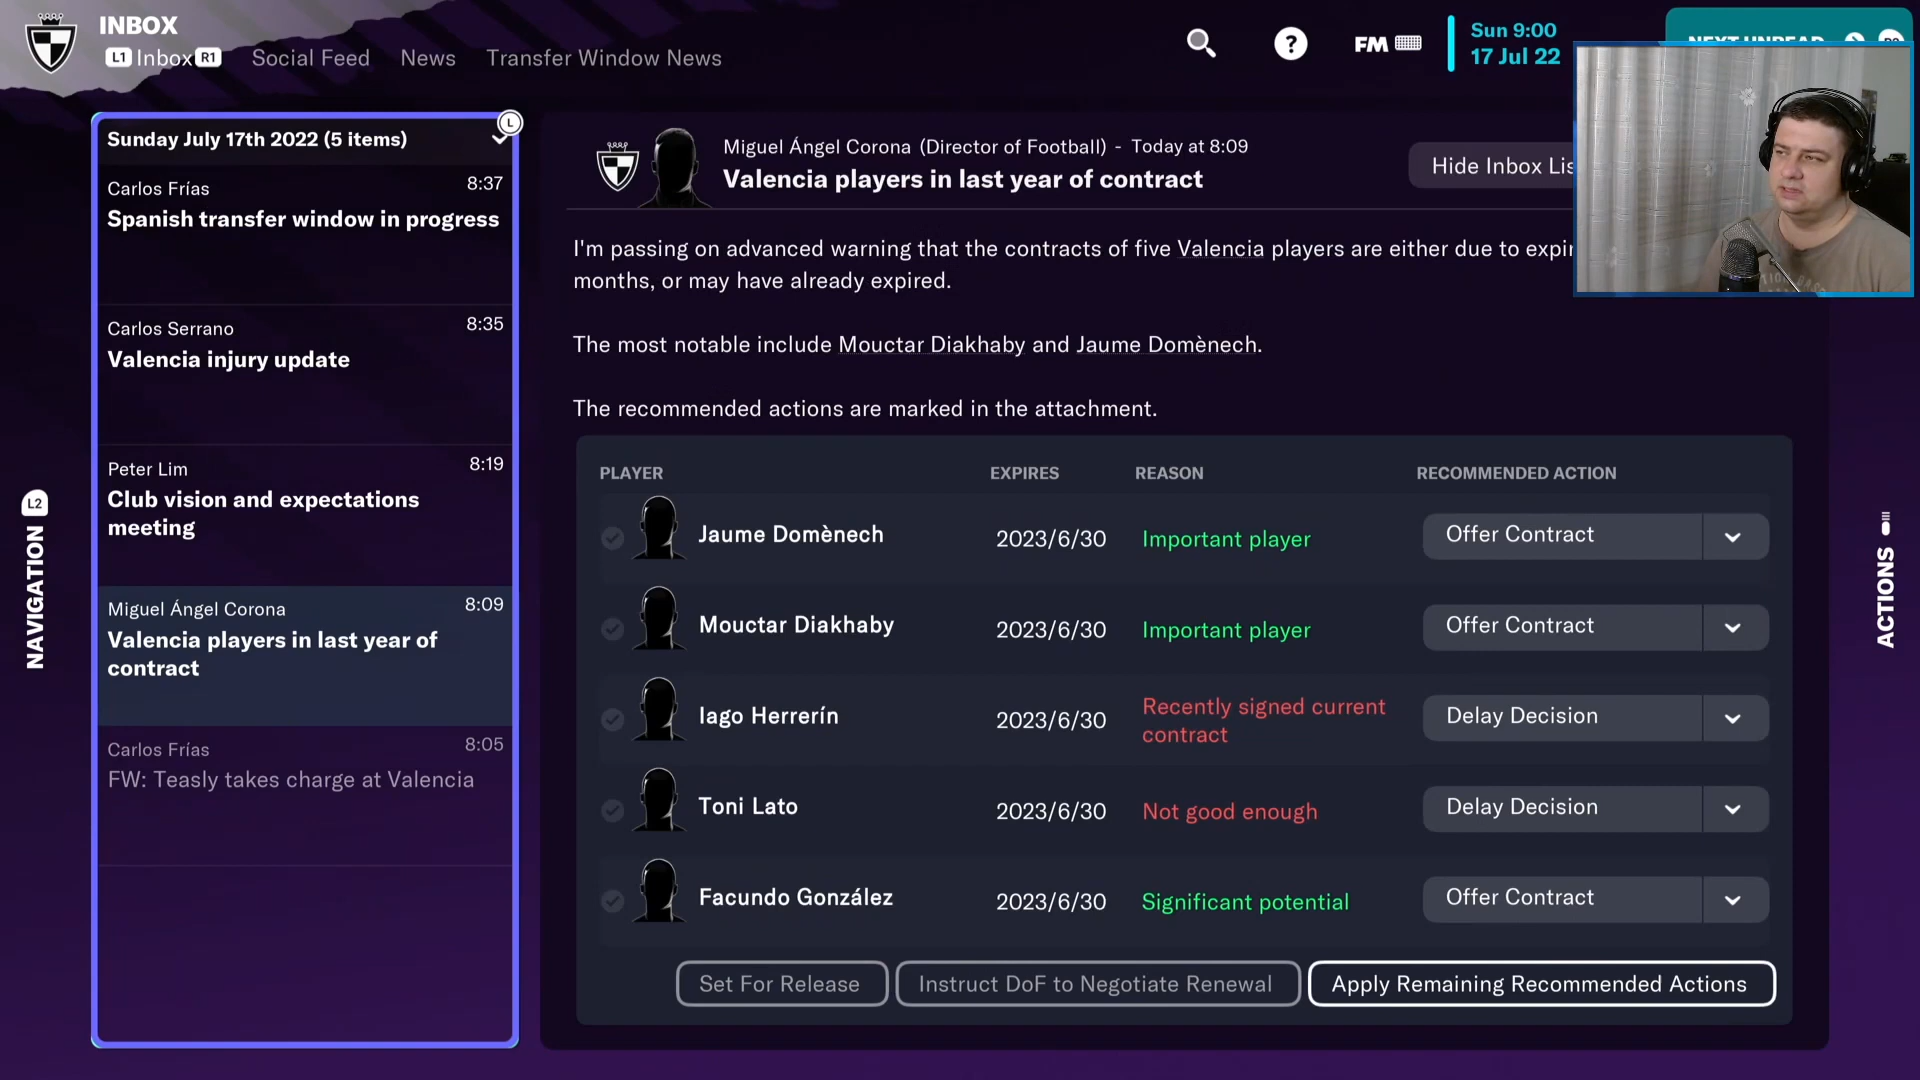 INBOX
L1 Inbox R1 Social Feed News Transfer Window News
? FM Sun 9:00
17 Jul 22
NEXT UNREAD
Sunday July 17th 2022 (5 items) L
Carlos Frías 8:37
Spanish transfer window in progress
Carlos Serrano 8:35
Valencia injury update
Peter Lim 8:19
Club vision and expectations
meeting
Miguel Ángel Corona 8:09
Valencia players in last year of
contract
Carlos Frías 8:05
FW: Teasly takes charge at Valencia
L2
NAVIGATION
Miguel Ángel Corona (Director of Football) - Today at 8:09
Valencia players in last year of contract
Hide Inbox Lis
I'm passing on advanced warning that the contracts of five Valencia players are either due to expir
months, or may have already expired.
The most notable include Mouctar Diakhaby and Jaume Domènech.
The recommended actions are marked in the attachment.
PLAYER EXPIRES REASON RECOMMENDED ACTION
Jaume Domènech 2023/6/30 Important player Offer Contract
Mouctar Diakhaby 2023/6/30 Important player Offer Contract
Iago Herrerín 2023/6/30 Recently signed current
contract Delay Decision
Toni Lato 2023/6/30 Not good enough Delay Decision
Facundo González 2023/6/30 Significant potential Offer Contract
Set For Release Instruct DoF to Negotiate Renewal Apply Remaining Recommended Actions
ACTIONS